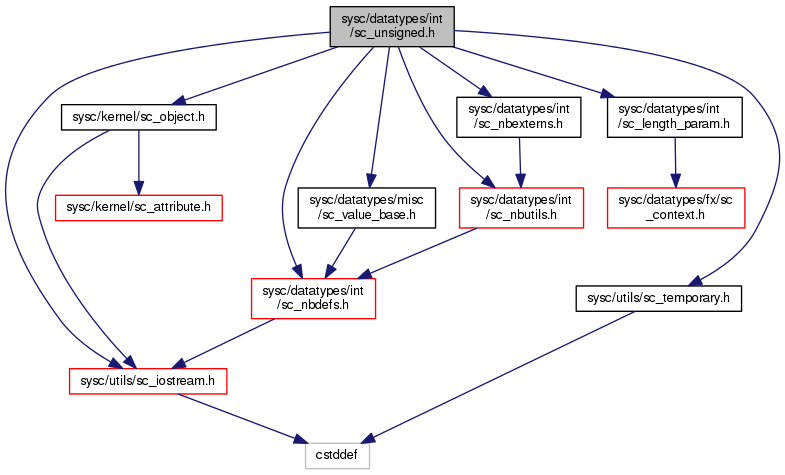 sysc/datatypes/int
/sc_unsigned.h
sysc/kernel/sc_object.h
sysc/datatypes/int
/sc_nbexterns.h
sysc/datatypes/int
/sc_length_param.h
sysc/kernel/sc_attribute.h
sysc/datatypes/misc
/sc_value_base.h
sysc/datatypes/int
/sc_nbutils.h
sysc/datatypes/fx/sc
_context.h
sysc/datatypes/int
/sc_nbdefs.h
sysc/utils/sc_temporary.h
sysc/utils/sc_iostream.h
cstddef